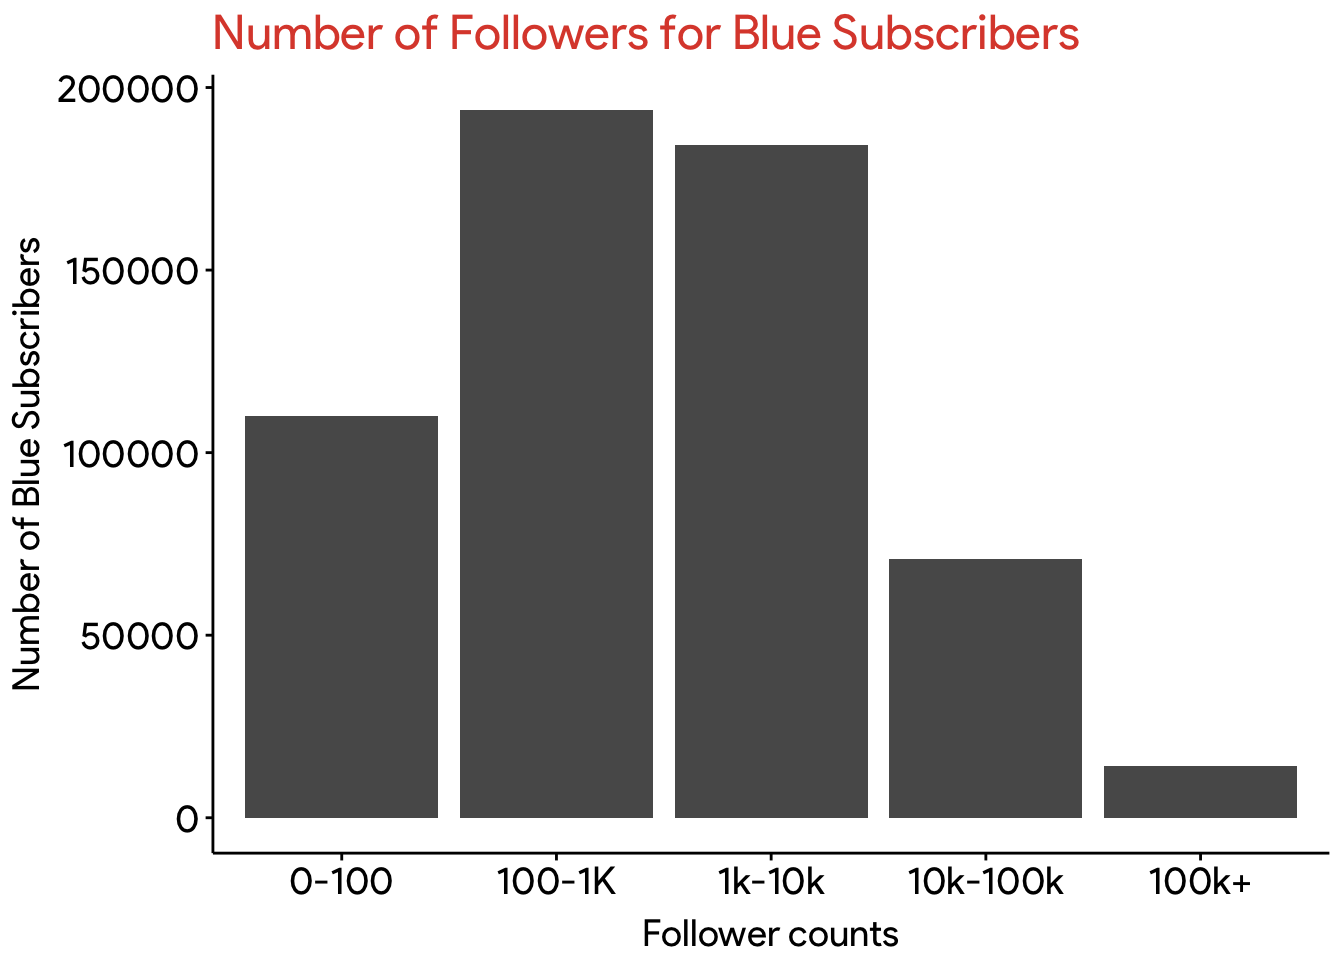 Number of Followers for Blue Subscribers
200000
150000
100000
50000
0
Number of Blue Subscribers
0-100
100-1K
1k-10k
10k-100k
100k+
Follower counts